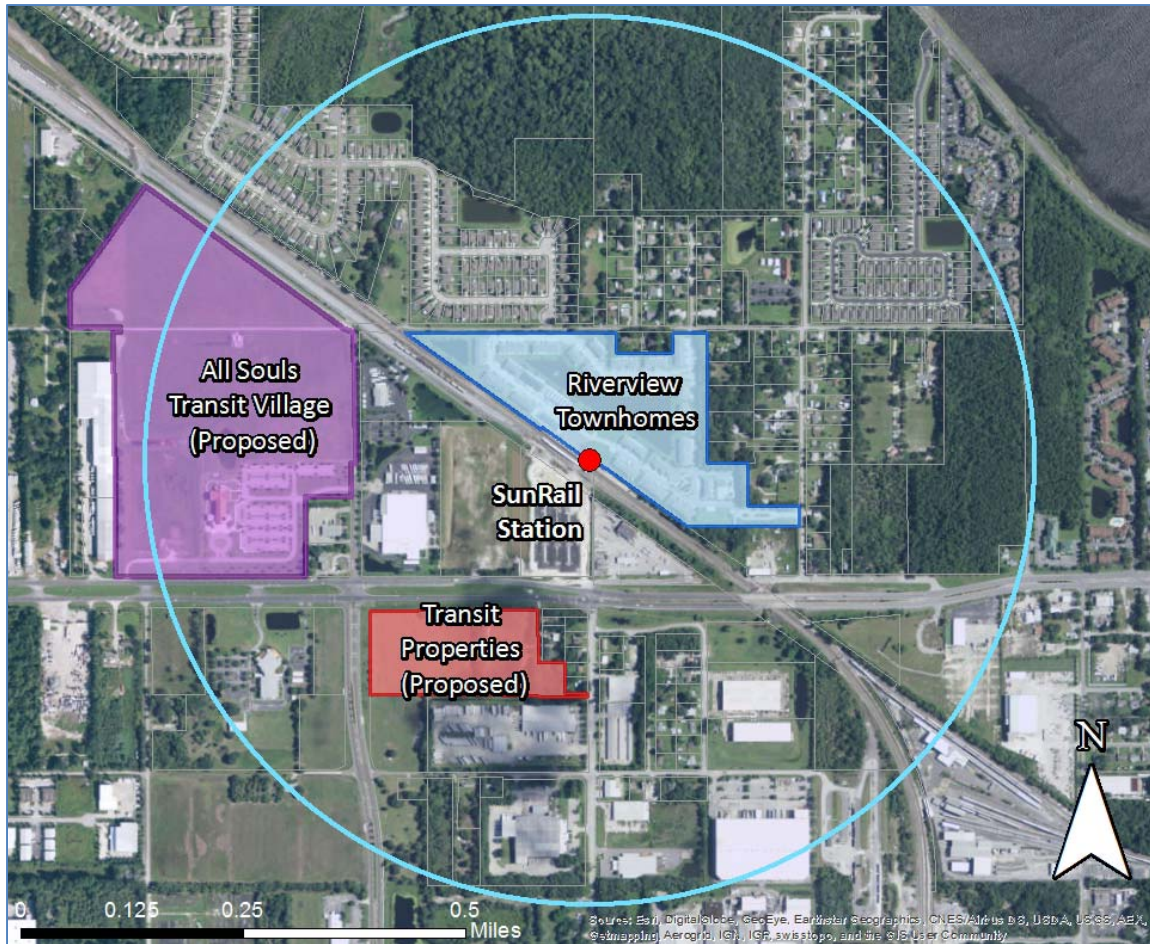 All Souls
Transit Village
(Proposed)
Riverview
Townhomes
SunRail
Station
Transit
Properties
(Proposed)
N
0 0.125 0.25 0.5
Miles
Source: Esri, DigitalGlobe, GeoEye, Earthstar Geographics, CNES/Airbus DS, USDA, USGS, AEX,
Getmapping, Aerogrid, IGN, IGP, swisstopo, and the GIS User Community